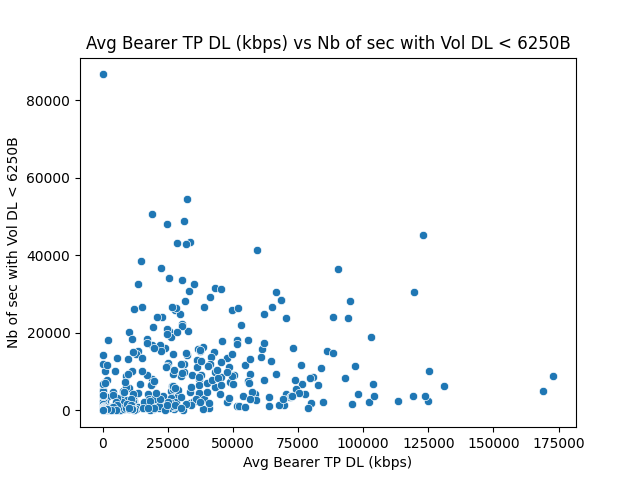 Avg Bearer TP DL (kbps) vs Nb of sec with Vol DL < 6250B
Nb of sec with Vol DL < 6250B
80000
60000
40000
20000
0
0 25000 50000 75000 100000 125000 150000 175000
Avg Bearer TP DL (kbps)